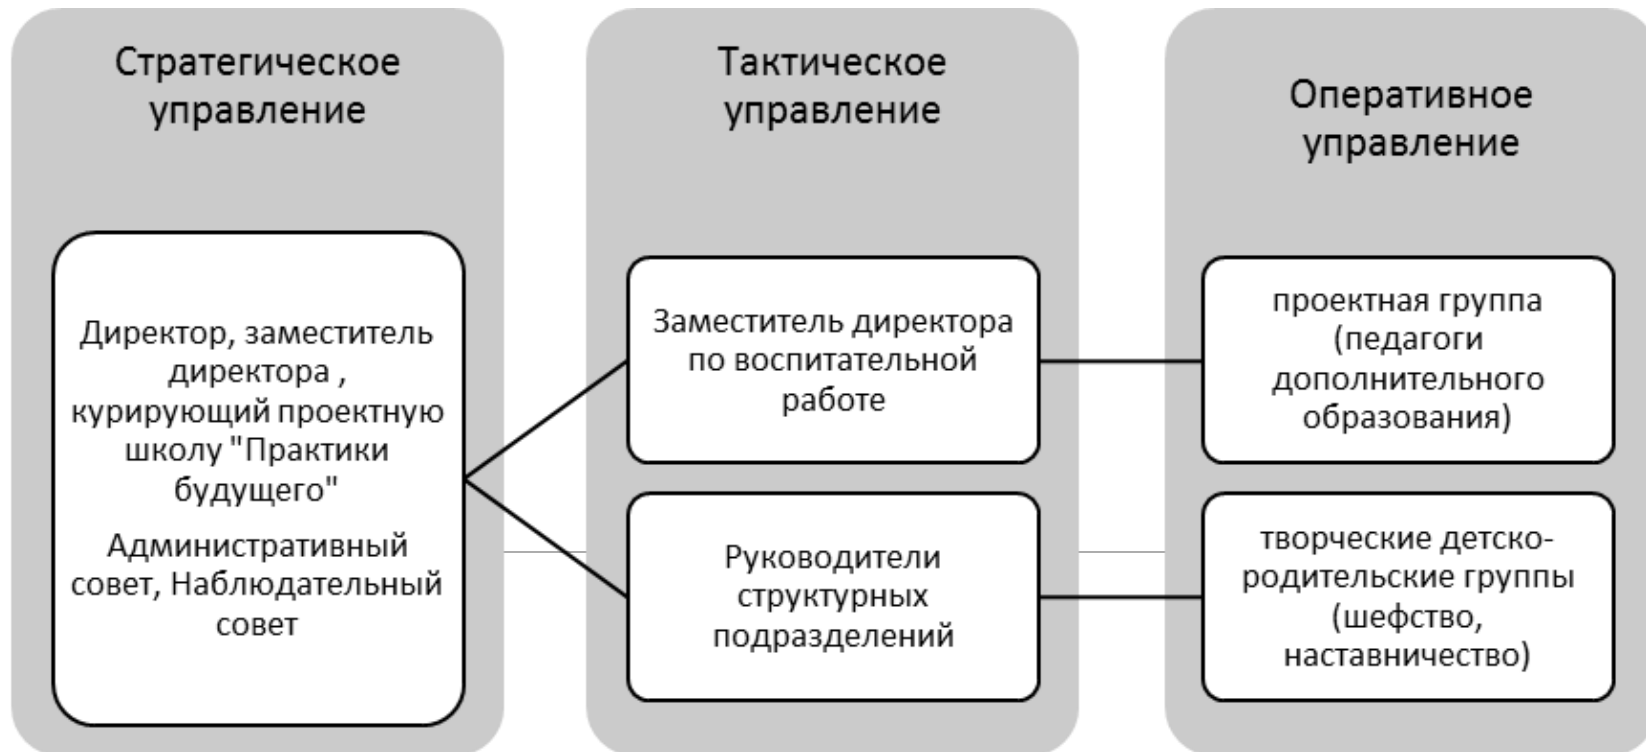 Стратегическое
управление
Директор, заместитель
директора ,
курирующий проектную
школу "Практики
будущего"
Административный
совет, Наблюдательный
совет
Тактическое
управление
Заместитель директора
по воспитательной
работе
Руководители
структурных
подразделений
Оперативное
управление
проектная группа
(педагоги
дополнительного
образования)
творческие детско-
родительские группы
(шефство,
наставничество)